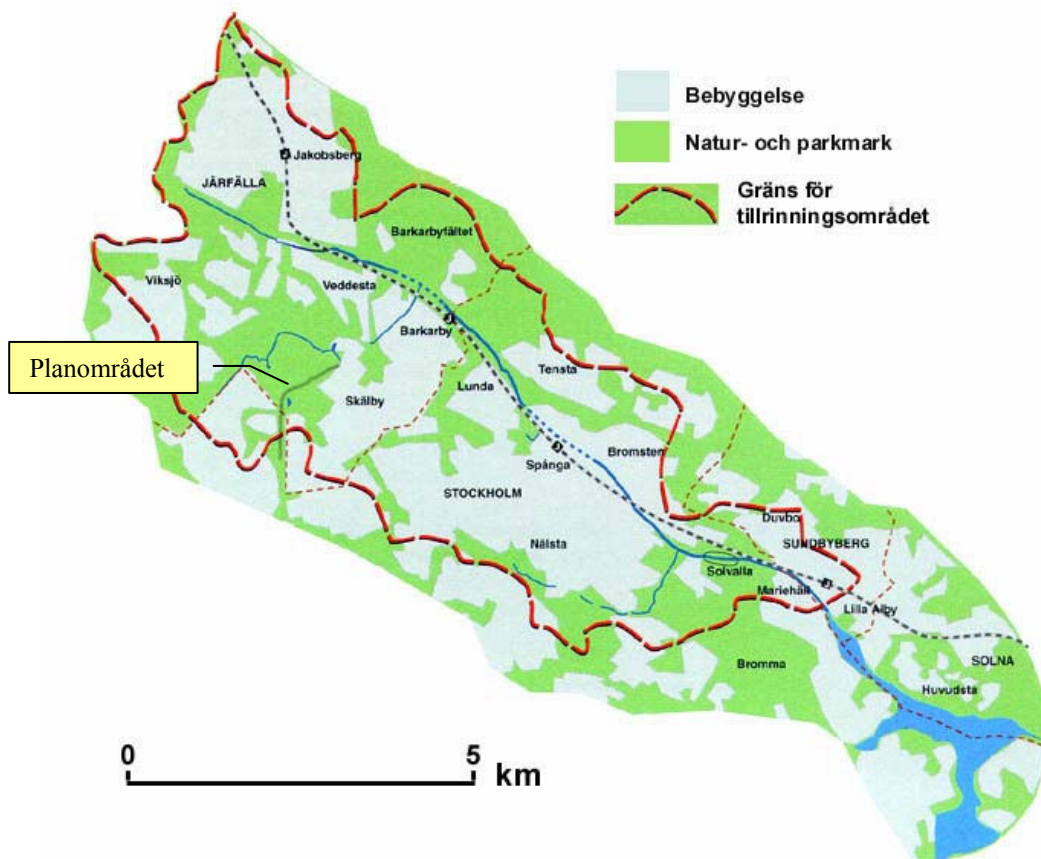 Bebyggelse
Natur- och parkmark
Gräns för
tillrinningsområdet
Jakobsberg
JÄRFÄLLA
Barkarbyfältet
Viksjö
Veddesta
Barkarby
Planområdet
Tensta
Lunda
Skälby
Bromsten
Spånga
STOCKHOLM
Duvbo
SUNDBYBERG
Nälsta
Solvalla
Mariehäll
Lilla Alby
SOLNA
Bromma
Huvudsta
0
5
km